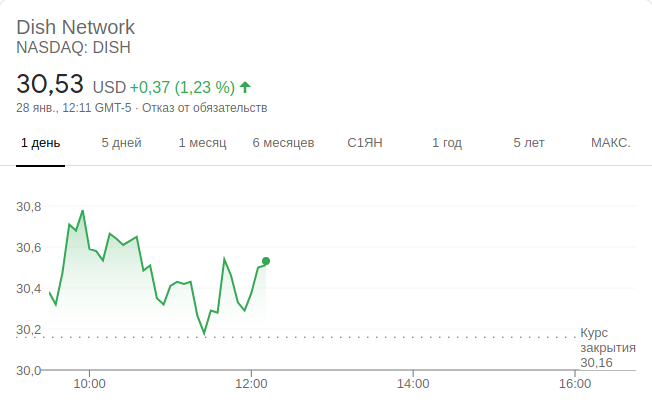 Dish Network
NASDAQ: DISH
30,53 USD +0,37 (1,23 %)
28 янв., 12:11 GMT-5 · Отказ от обязательств
1 день 5 дней 1 месяц 6 месяцев С1ЯН 1 год 5 лет МАКС.
30,8
30,6
30,4
30,2
Курс
закрытия
30,16
30,0
10:00 12:00 14:00 16:00